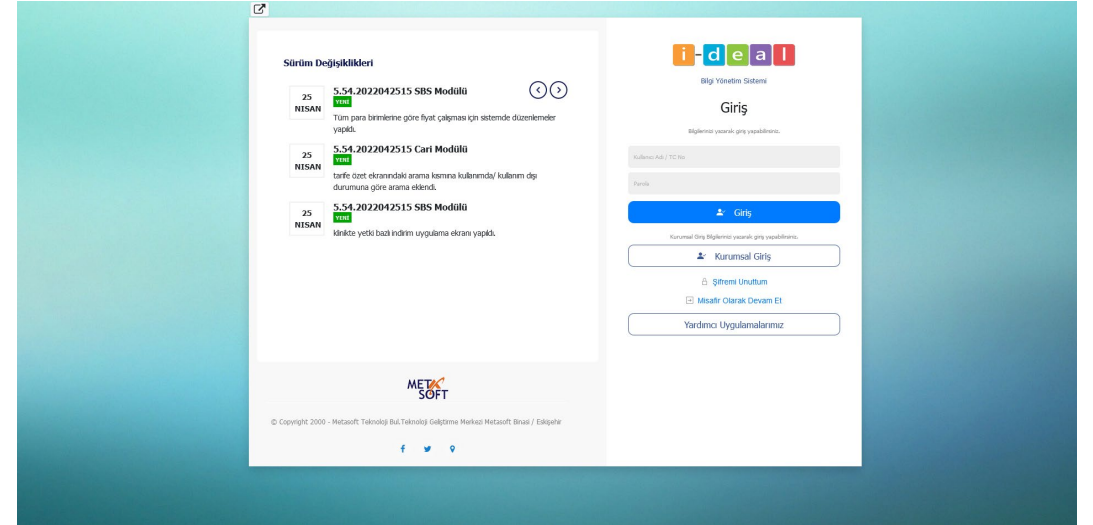 Sürüm Değişiklikleri
25
NISAN
5.54.2022042515 SBS Modülü
YENİ
Tüm para birimlerine göre fiyat çalışması için sistemde düzenlemeler
yapıldı.
25
NISAN
5.54.2022042515 Cari Modülü
YENİ
tarife özet ekranındaki arama kısmına kullanımda/ kullanım dışı
durumuna göre arama eklendi.
25
NISAN
5.54.2022042515 SBS Modülü
YENİ
klinikte yetki bazlı indirim uygulama ekranı yapıldı.
METASOFT
© Copyright 2000 - Metasoft Teknoloji Bul.Teknoloji Geliştirme Merkezi Metasoft Binası / Eskişehir
i-deal
Bilgi Yönetim Sistemi
Giriş
Bilgilerinizi yazarak giriş yapabilirsiniz.
Kullanıcı Adı / TC No
Parola
Giriş
Kurumsal Giriş Bilgilerinizi yazarak giriş yapabilirsiniz.
Kurumsal Giriş
Şifremi Unuttum
Misafir Olarak Devam Et
Yardımcı Uygulamalarımız